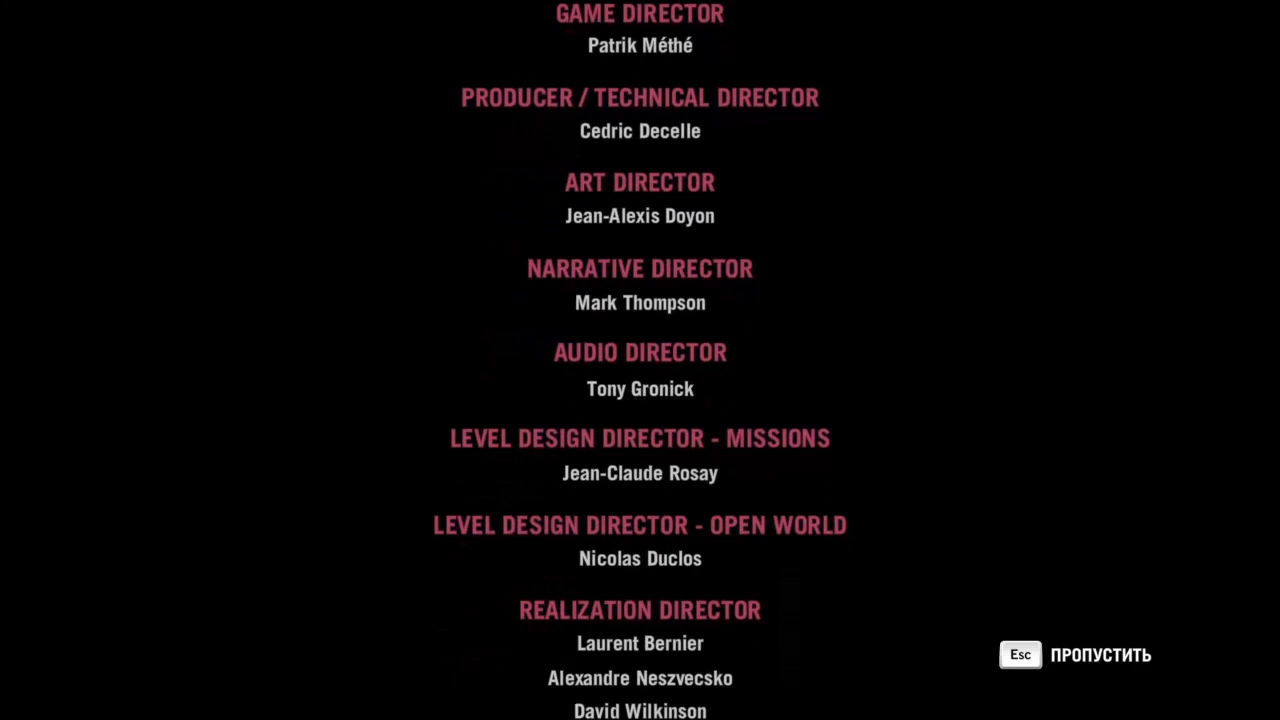 GAME DIRECTOR
Patrik Méthé
PRODUCER / TECHNICAL DIRECTOR
Cedric Decelle
ART DIRECTOR
Jean-Alexis Doyon
NARRATIVE DIRECTOR
Mark Thompson
AUDIO DIRECTOR
Tony Gronick
LEVEL DESIGN DIRECTOR - MISSIONS
Jean-Claude Rosay
LEVEL DESIGN DIRECTOR - OPEN WORLD
Nicolas Duclos
REALIZATION DIRECTOR
Laurent Bernier
Esc ПРОПУСТИТЬ
Alexandre Neszvecsko
David Wilkinson